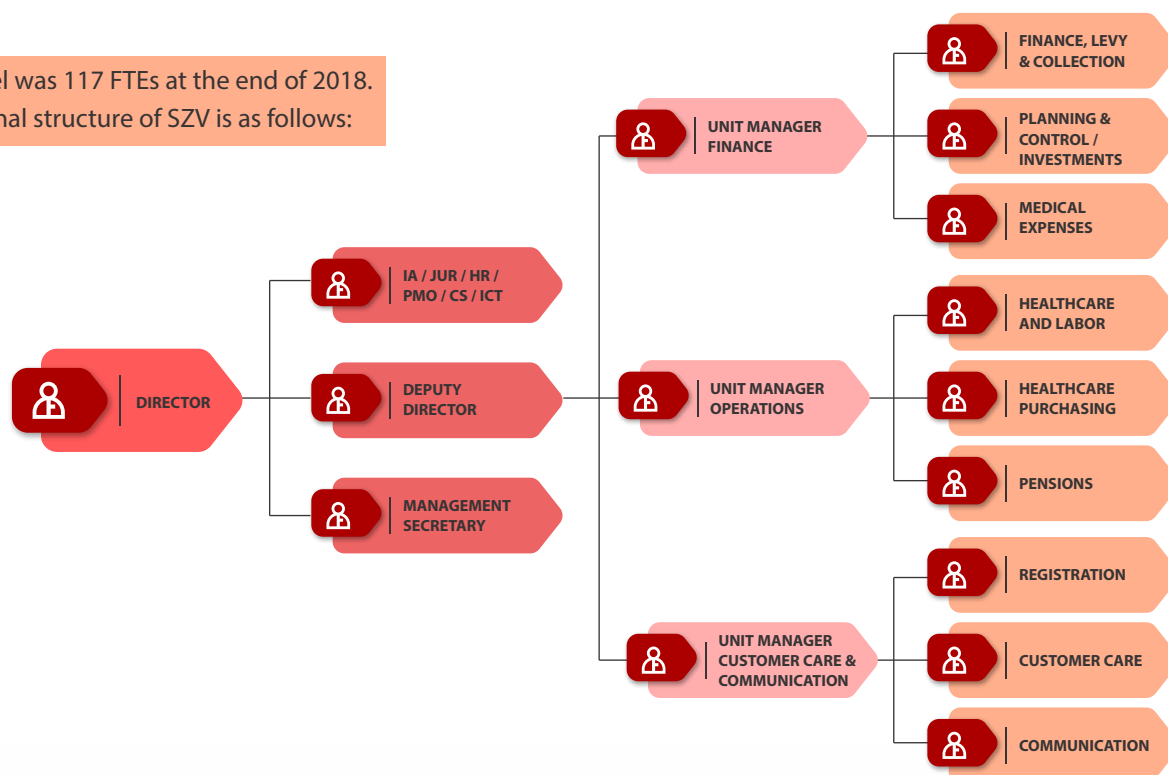 was 117 FTEs at the end of 2018.
structure of SZV is as follows:
DIRECTOR
IA / JUR / HR /
PMO / CS / ICT
DEPUTY
DIRECTOR
MANAGEMENT
SECRETARY
UNIT MANAGER
FINANCE
UNIT MANAGER
OPERATIONS
UNIT MANAGER
CUSTOMER CARE &
COMMUNICATION
FINANCE, LEVY
& COLLECTION
PLANNING &
CONTROL /
INVESTMENTS
MEDICAL
EXPENSES
HEALTHCARE
AND LABOR
HEALTHCARE
PURCHASING
PENSIONS
REGISTRATION
CUSTOMER CARE
COMMUNICATION